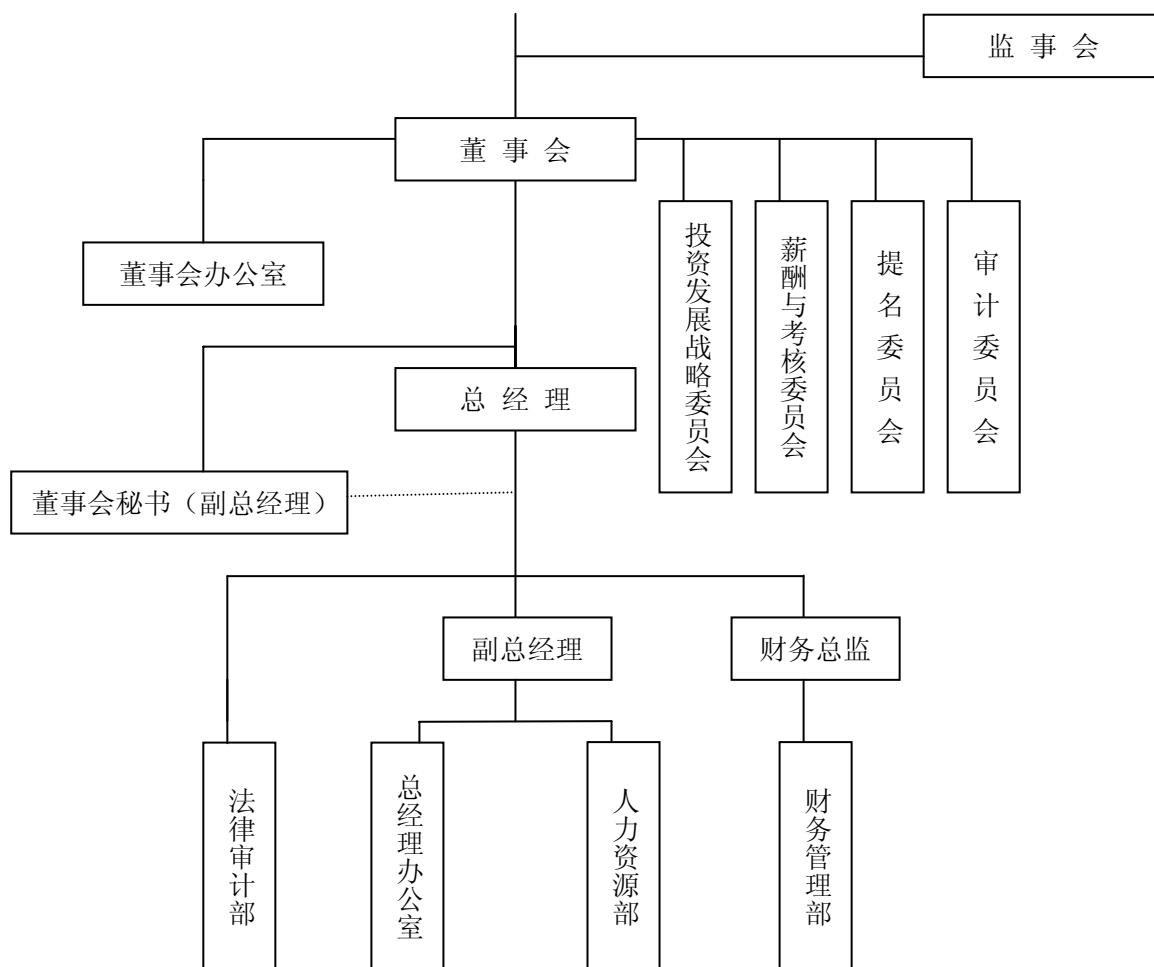 监 事 会
董 事 会
董事会办公室
投资发展战略委员会
薪酬与考核委员会
提名委员会
审计委员会
总 经 理
董事会秘书（副总经理）
副总经理
财务总监
法律审计部
总经理办公室
人力资源部
财务管理部